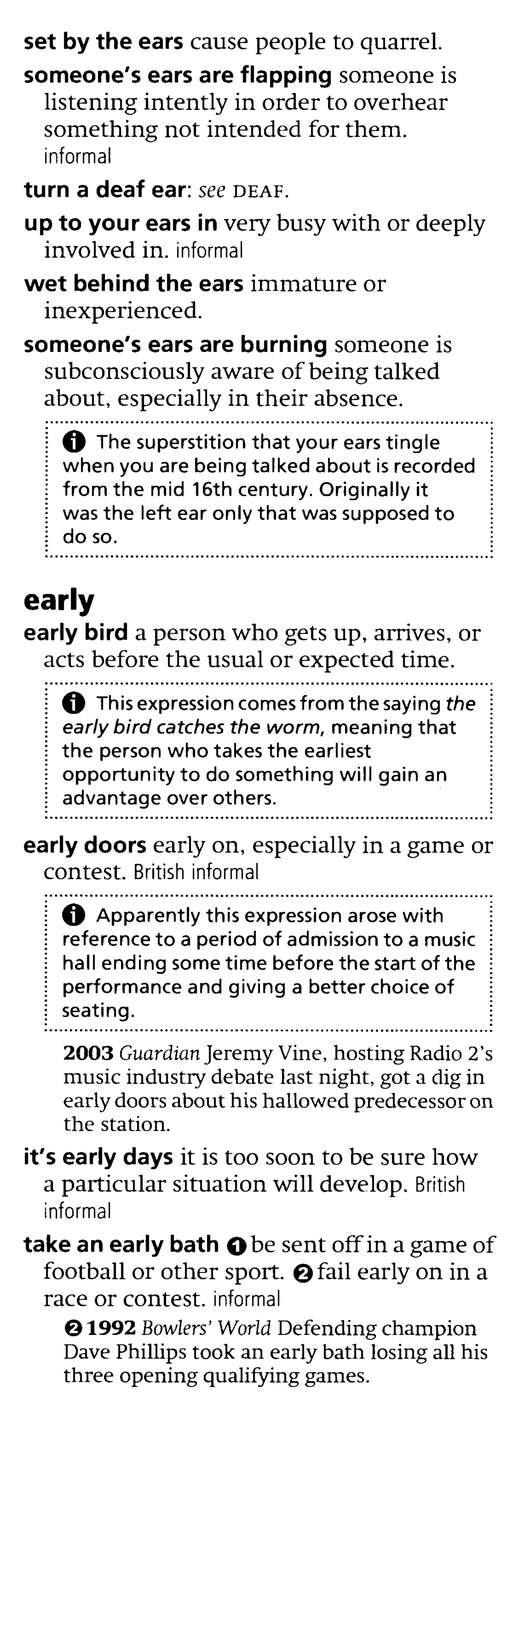 set by the ears cause people to quarrel.
someone's ears are flapping someone is
listening intently in order to overhear
something not intended for them.
informal
turn a deaf ear: see DEAF.
up to your ears in very busy with or deeply
involved in. informal
wet behind the ears immature or
inexperienced.
someone's ears are burning someone is
subconsciously aware of being talked
about, especially in their absence.
i The superstition that your ears tingle
when you are being talked about is recorded
from the mid 16th century. Originally it
was the left ear only that was supposed to
do so.
early
early bird a person who gets up, arrives, or
acts before the usual or expected time.
i This expression comes from the saying the
early bird catches the worm, meaning that
the person who takes the earliest
opportunity to do something will gain an
advantage over others.
early doors early on, especially in a game or
contest. British informal
i Apparently this expression arose with
reference to a period of admission to a music
hall ending some time before the start of the
performance and giving a better choice of
seating.
2003 Guardian Jeremy Vine, hosting Radio 2's
music industry debate last night, got a dig in
early doors about his hallowed predecessor on
the station.
it's early days it is too soon to be sure how
a particular situation will develop. British
informal
take an early bath ❶ be sent off in a game of
football or other sport. ❷ fail early on in a
race or contest. informal
❷ 1992 Bowlers' World Defending champion
Dave Phillips took an early bath losing all his
three opening qualifying games.